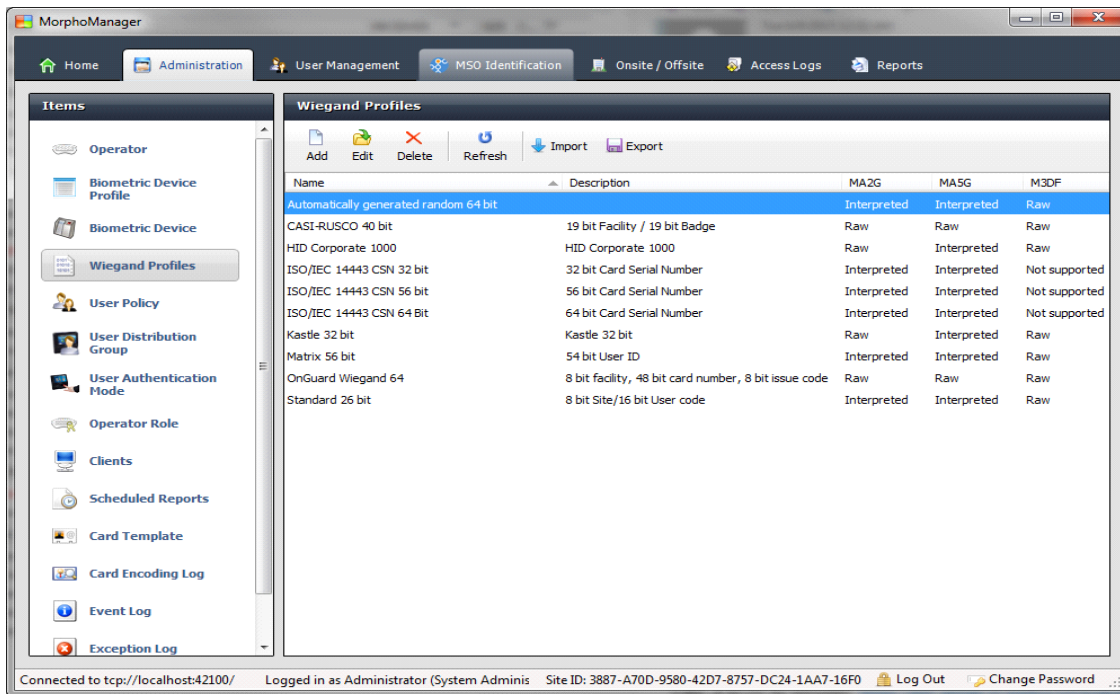 MorphoManager
Home Administration User Management MSO Identification Onsite / Offsite Access Logs Reports
Items
Operator
Biometric Device
Profile
Biometric Device
Wiegand Profiles
User Policy
User Distribution
Group
User Authentication
Mode
Operator Role
Clients
Scheduled Reports
Card Template
Card Encoding Log
Event Log
Exception Log
Wiegand Profiles
Add Edit Delete Refresh Import Export
Name Description MA2G MA5G M3DF
Automatically generated random 64 bit Interpreted Interpreted Raw
CASI-RUSCO 40 bit 19 bit Facility / 19 bit Badge Raw Raw Raw
HID Corporate 1000 HID Corporate 1000 Raw Interpreted Raw
ISO/IEC 14443 CSN 32 bit 32 bit Card Serial Number Interpreted Interpreted Not supported
ISO/IEC 14443 CSN 56 bit 56 bit Card Serial Number Interpreted Interpreted Not supported
ISO/IEC 14443 CSN 64 Bit 64 bit Card Serial Number Interpreted Interpreted Not supported
Kastle 32 bit Kastle 32 bit Raw Interpreted Raw
Matrix 56 bit 54 bit User ID Interpreted Interpreted Raw
OnGuard Wiegand 64 8 bit facility, 48 bit card number, 8 bit issue code Raw Raw Raw
Standard 26 bit 8 bit Site/16 bit User code Interpreted Interpreted Raw
Connected to tcp://localhost:42100/ Logged in as Administrator (System Adminis Site ID: 3887-A70D-9580-42D7-8757-DC24-1AA7-16F0 Log Out Change Password